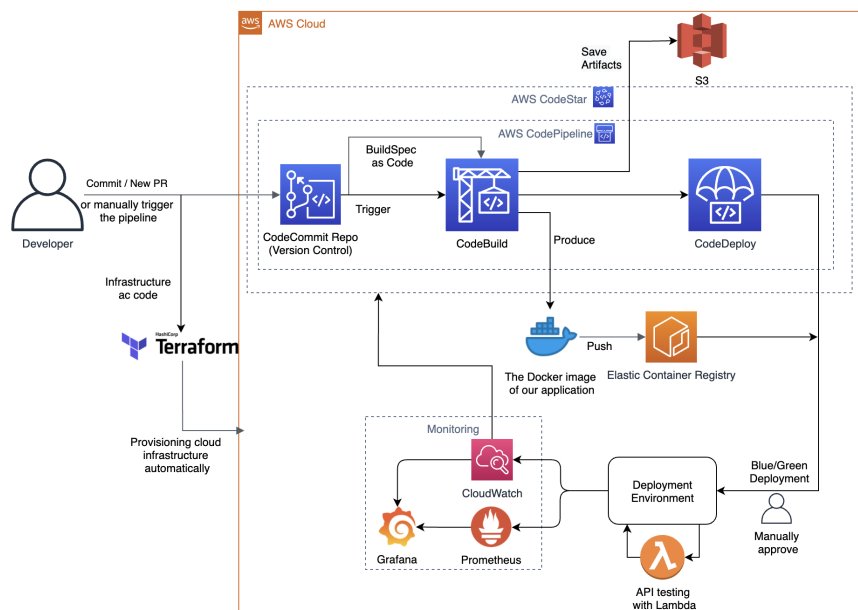 aws
AWS Cloud
Save
Artifacts
S3
AWS CodeStar
AWS CodePipeline
BuildSpec
as Code
Commit / New PR
or manually trigger
the pipeline
Trigger
Developer
CodeCommit Repo
(Version Control)
CodeBuild
CodeDeploy
Produce
Infrastructure
ac code
HashiCorp
Terraform
Push
The Docker image
of our application
Elastic Container Registry
Provisioning cloud
infrastructure
automatically
Monitoring
CloudWatch
Grafana
Prometheus
Deployment
Environment
Blue/Green
Deployment
Manually
approve
API testing
with Lambda